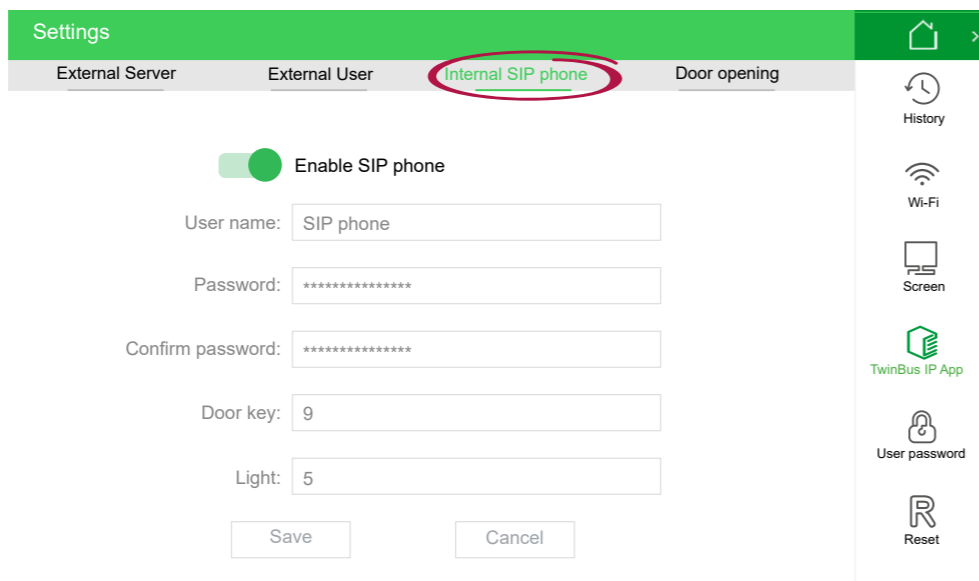 Settings
External Server
External User
Internal SIP phone
Door opening
Enable SIP phone
User name: SIP phone
Password: ***************
Confirm password: ***************
Door key: 9
Light: 5
Save
Cancel
History
Wi-Fi
Screen
TwinBus IP App
User password
R
Reset